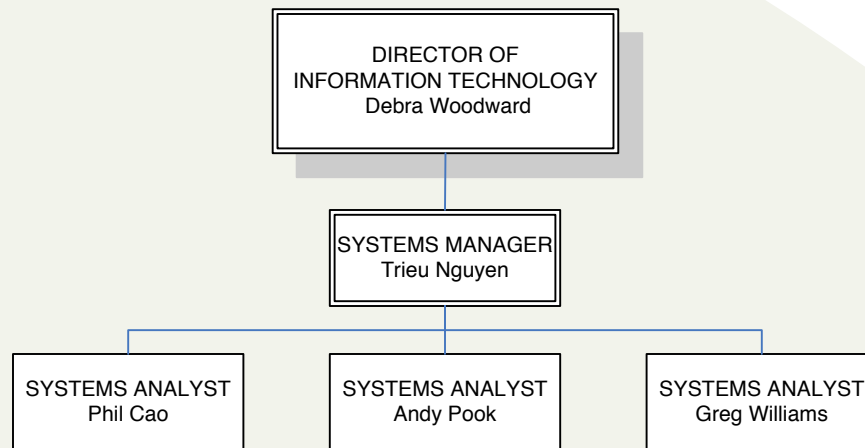 DIRECTOR OF
INFORMATION TECHNOLOGY
Debra Woodward
SYSTEMS MANAGER
Trieu Nguyen
SYSTEMS ANALYST
Phil Cao
SYSTEMS ANALYST
Andy Pook
SYSTEMS ANALYST
Greg Williams